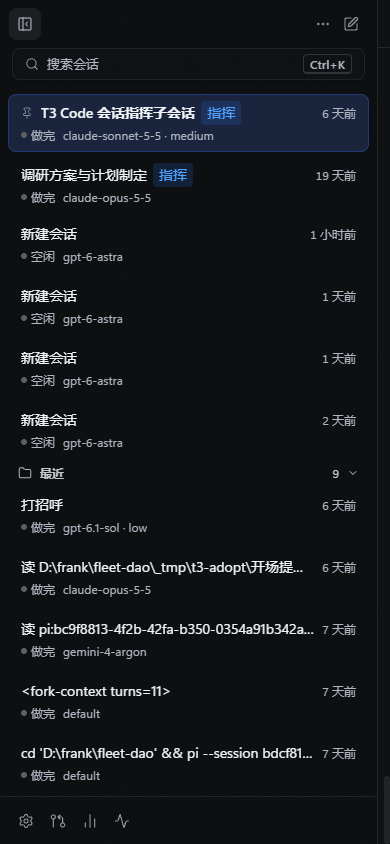 搜索会话 Ctrl+K
T3 Code 会话指挥子会话 指挥 6 天前
做完 claude-sonnet-5-5 · medium
调研方案与计划制定 指挥 19 天前
做完 claude-opus-5-5
新建会话 1 小时前
空闲 gpt-6-astra
新建会话 1 天前
空闲 gpt-6-astra
新建会话 1 天前
空闲 gpt-6-astra
新建会话 2 天前
空闲 gpt-6-astra
最近 9
打招呼 6 天前
做完 gpt-6.1-sol · low
读 D:\frank\fleet-dao\_tmp\t3-adopt\开场提... 6 天前
做完 claude-opus-5-5
读 pi:bc9f8813-4f2b-42fa-b350-0354a91b342a... 7 天前
做完 gemini-4-argon
<fork-context turns=11> 7 天前
做完 default
cd 'D:\frank\fleet-dao' && pi --session bdcf81... 7 天前
做完 default